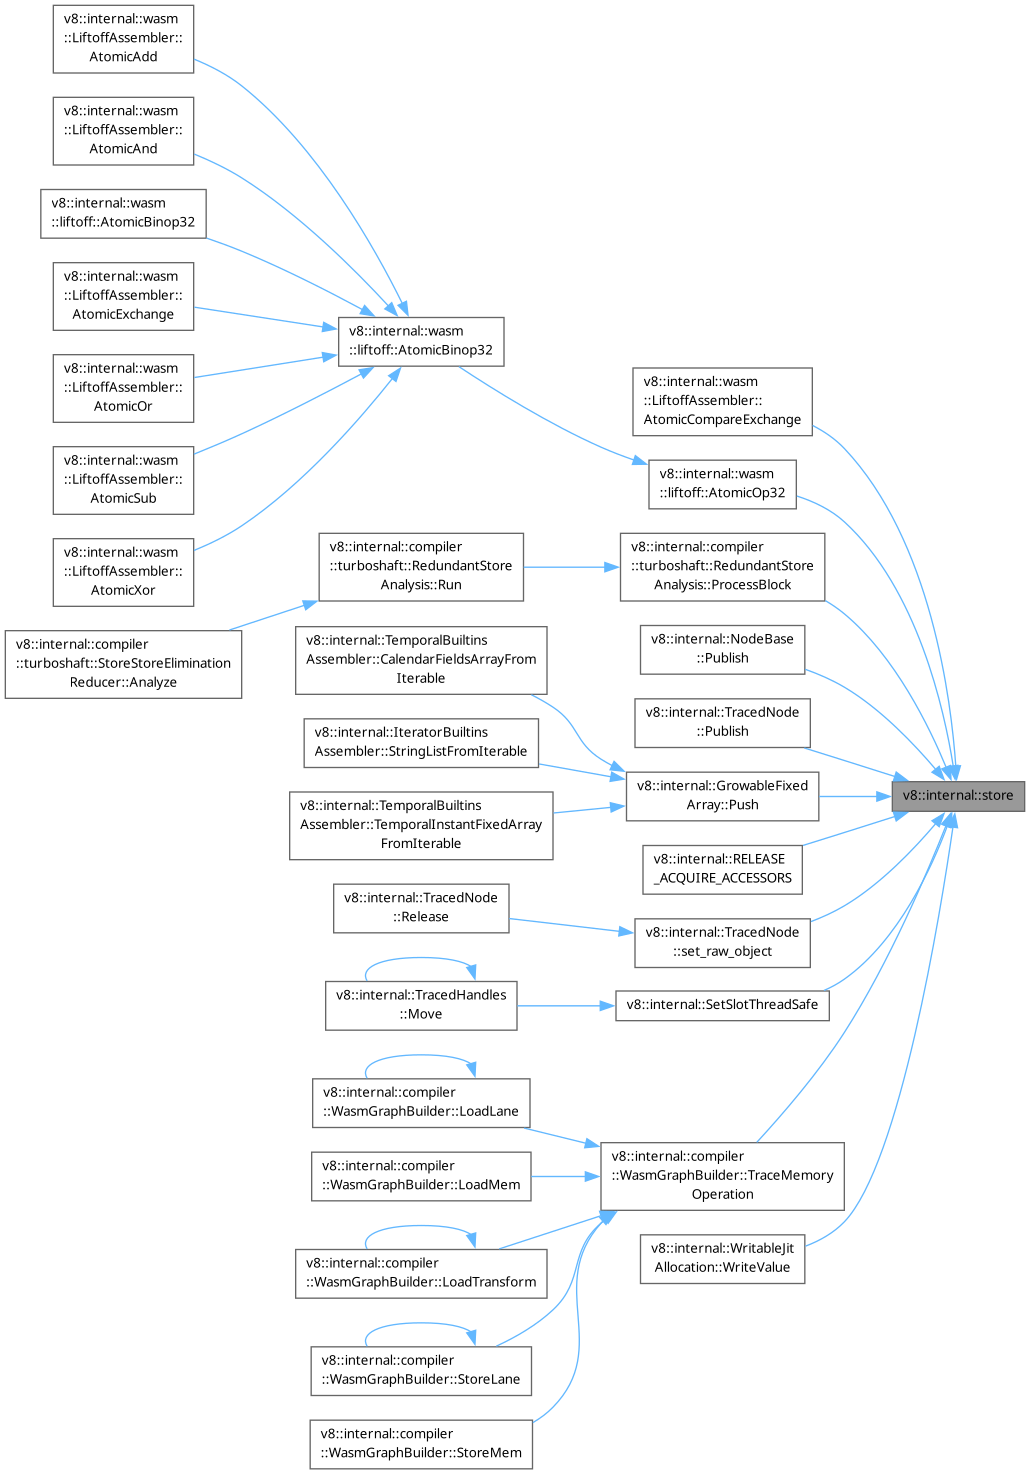 v8::internal::wasm
::LiftoffAssembler::
AtomicAdd
v8::internal::wasm
::LiftoffAssembler::
AtomicAnd
v8::internal::wasm
::liftoff::AtomicBinop32
v8::internal::wasm
::LiftoffAssembler::
AtomicExchange
v8::internal::wasm
::LiftoffAssembler::
AtomicOr
v8::internal::wasm
::LiftoffAssembler::
AtomicSub
v8::internal::wasm
::LiftoffAssembler::
AtomicXor
v8::internal::compiler
::turboshaft::StoreStoreElimination
Reducer::Analyze
v8::internal::wasm
::liftoff::AtomicBinop32
v8::internal::compiler
::turboshaft::RedundantStore
Analysis::Run
v8::internal::TemporalBuiltins
Assembler::CalendarFieldsArrayFrom
Iterable
v8::internal::IteratorBuiltins
Assembler::StringListFromIterable
v8::internal::TemporalBuiltins
Assembler::TemporalInstantFixedArray
FromIterable
v8::internal::TracedNode
::Release
v8::internal::TracedHandles
::Move
v8::internal::compiler
::WasmGraphBuilder::LoadLane
v8::internal::compiler
::WasmGraphBuilder::LoadMem
v8::internal::compiler
::WasmGraphBuilder::LoadTransform
v8::internal::compiler
::WasmGraphBuilder::StoreLane
v8::internal::compiler
::WasmGraphBuilder::StoreMem
v8::internal::wasm
::LiftoffAssembler::
AtomicCompareExchange
v8::internal::wasm
::liftoff::AtomicOp32
v8::internal::compiler
::turboshaft::RedundantStore
Analysis::ProcessBlock
v8::internal::NodeBase
::Publish
v8::internal::TracedNode
::Publish
v8::internal::GrowableFixed
Array::Push
v8::internal::RELEASE
_ACQUIRE_ACCESSORS
v8::internal::TracedNode
::set_raw_object
v8::internal::SetSlotThreadSafe
v8::internal::compiler
::WasmGraphBuilder::TraceMemory
Operation
v8::internal::WritableJit
Allocation::WriteValue
v8::internal::store